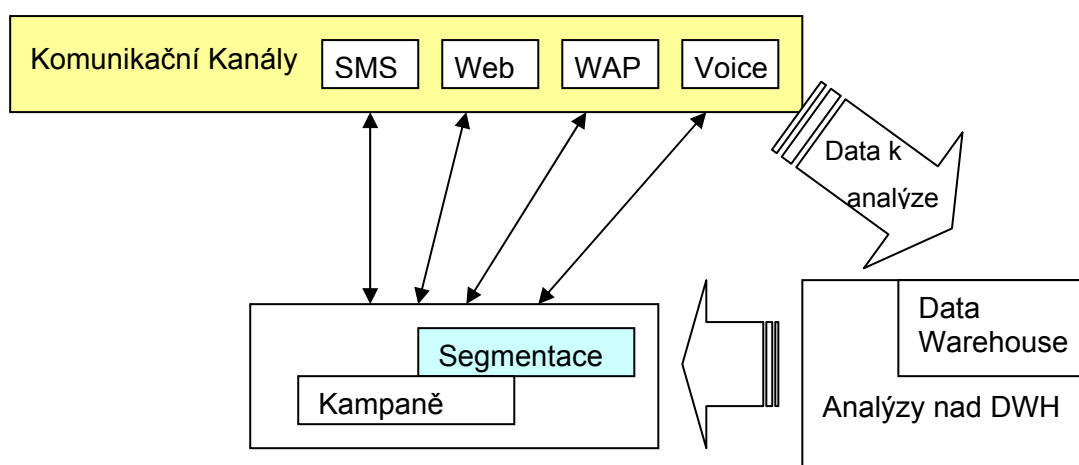 Komunikační Kanály
SMS
Web
WAP
Voice
Data k
analýze
Data
Warehouse
Segmentace
Kampaně
Analýzy nad DWH